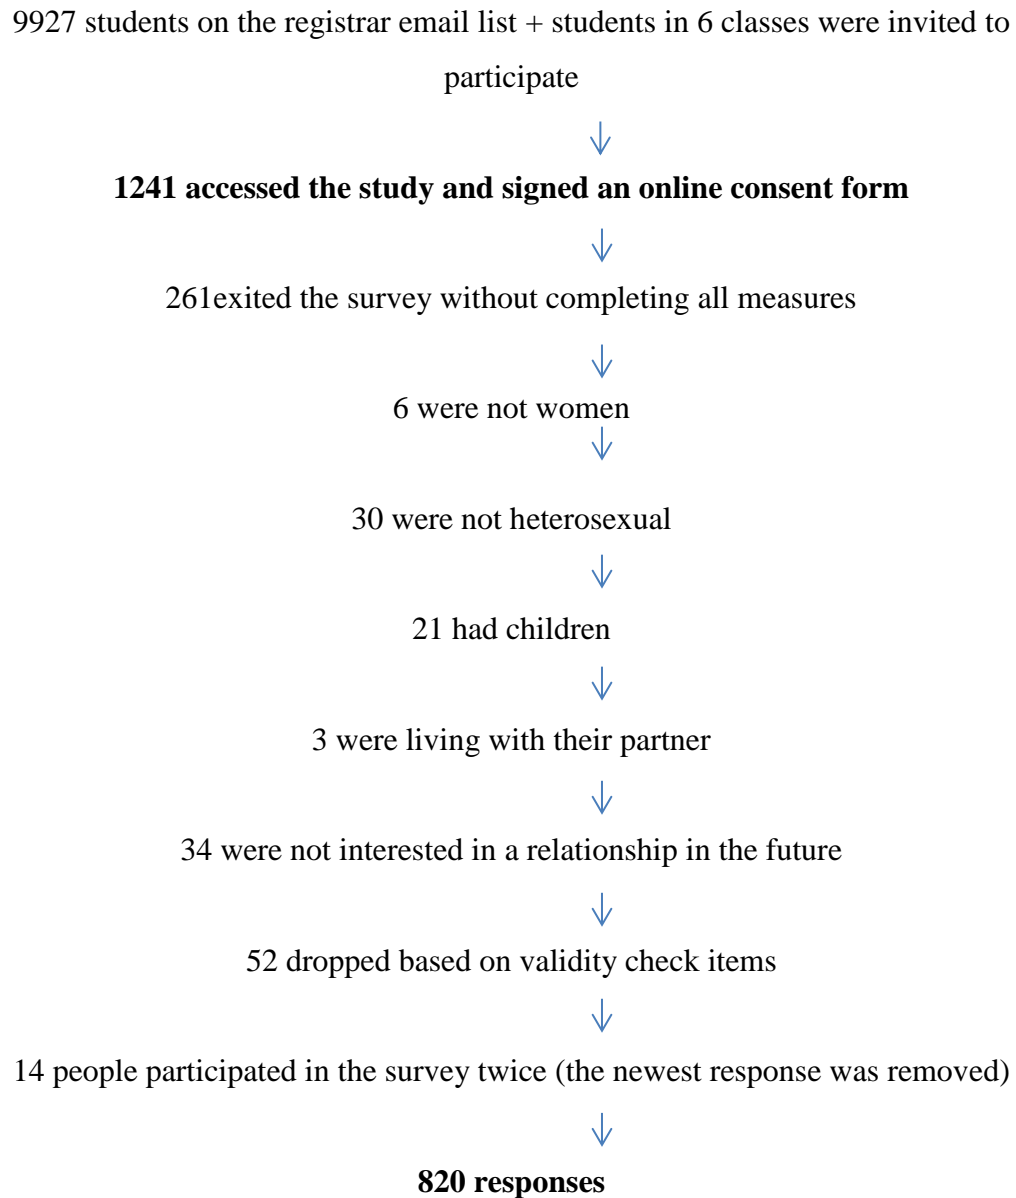 9927 students on the registrar email list + students in 6 classes were invited to
participate
1241 accessed the study and signed an online consent form
261exited the survey without completing all measures
6 were not women
30 were not heterosexual
21 had children
3 were living with their partner
34 were not interested in a relationship in the future
52 dropped based on validity check items
14 people participated in the survey twice (the newest response was removed)
820 responses